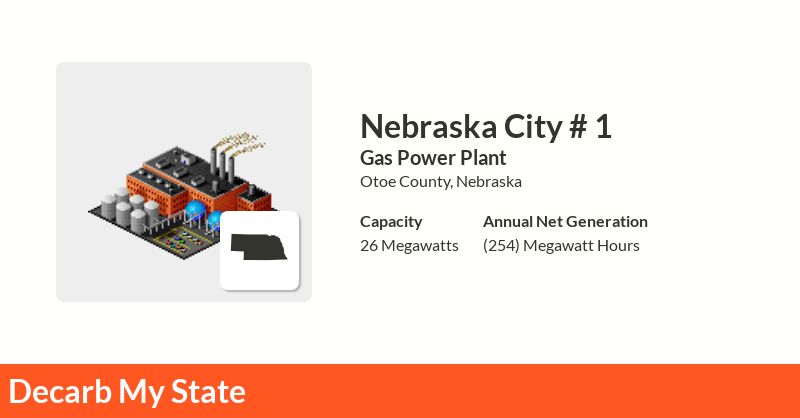 Nebraska City # 1
Gas Power Plant
Otoe County, Nebraska
Capacity
26 Megawatts
Annual Net Generation
(254) Megawatt Hours
Decarb My State